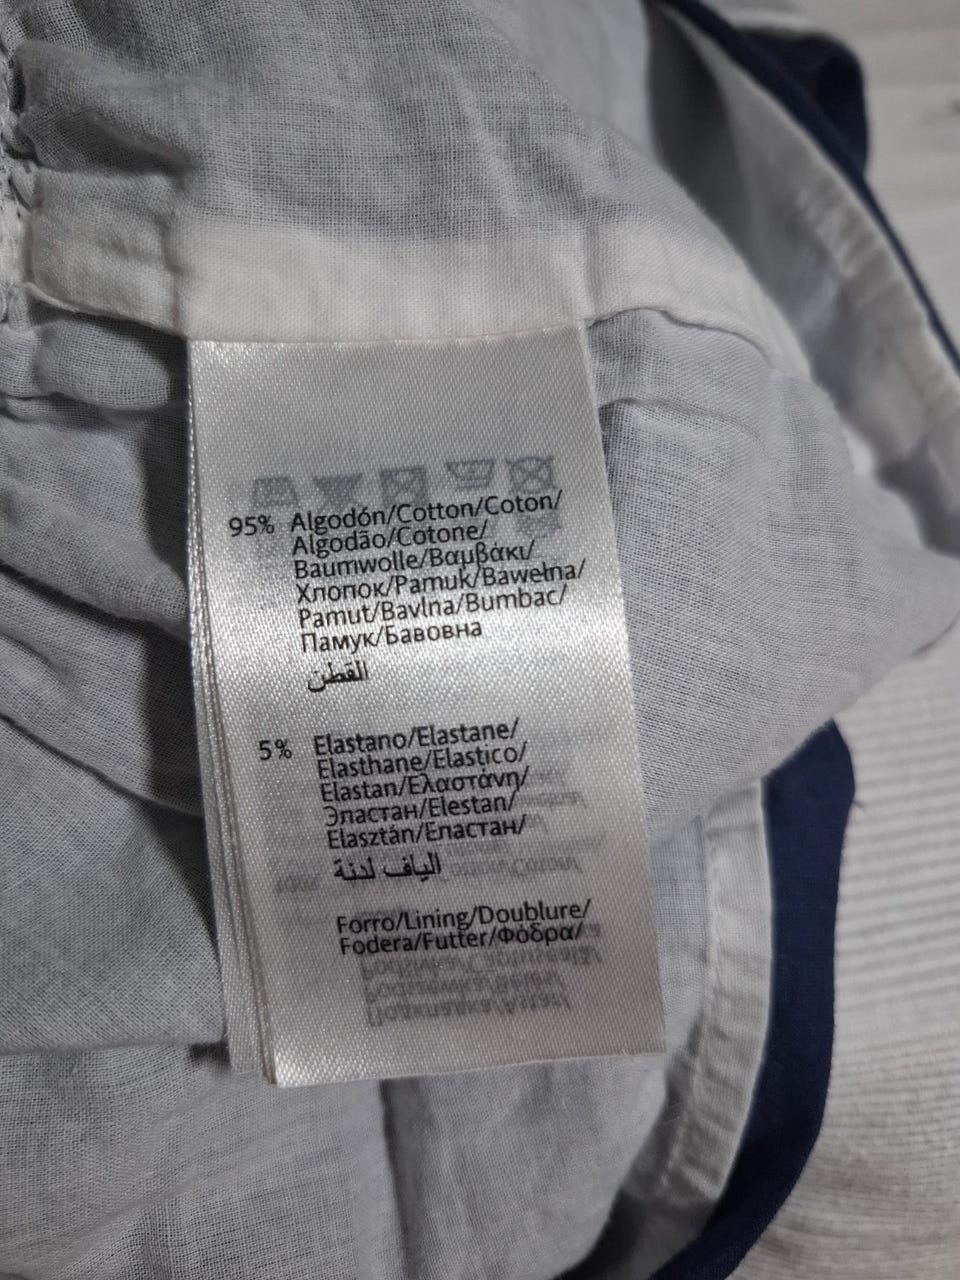 95% Algodón/Cotton/Coton/
Algodão/Cotone/
Baumwolle/Βαμβάκι/
Хлопок/Pamuk/Bawełna/
Pamut/Bavlna/Bumbac/
Памук/Бавовна
القطن
5% Elastano/Elastane/
Elasthane/Elastico/
Elastan/Ελαστάνη/
Эластан/Elestan/
Elasztán/Еластан/
الياف لدنة
Forro/Lining/Doublure/
Fodera/Futter/Φόδρα/